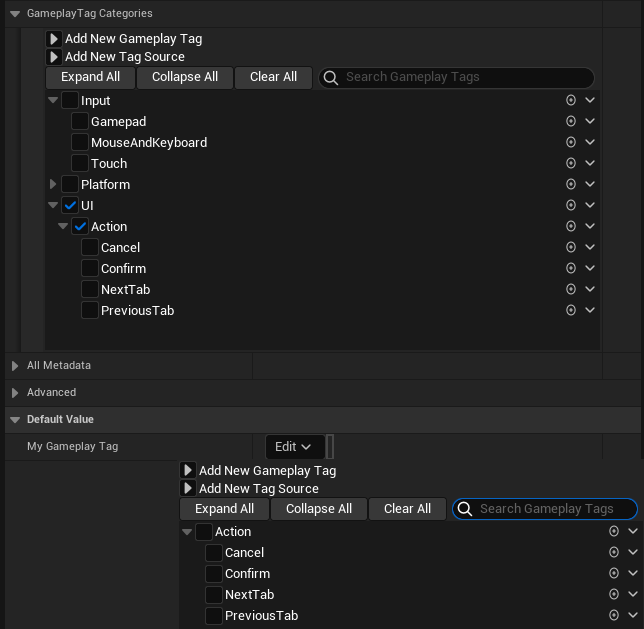 GameplayTag Categories
Add New Gameplay Tag
Add New Tag Source
Expand All Collapse All Clear All Search Gameplay Tags
Input
Gamepad
MouseAndKeyboard
Touch
Platform
UI
Action
Cancel
Confirm
NextTab
PreviousTab
All Metadata
Advanced
Default Value
My Gameplay Tag Edit
Add New Gameplay Tag
Add New Tag Source
Expand All Collapse All Clear All Search Gameplay Tags
Action
Cancel
Confirm
NextTab
PreviousTab